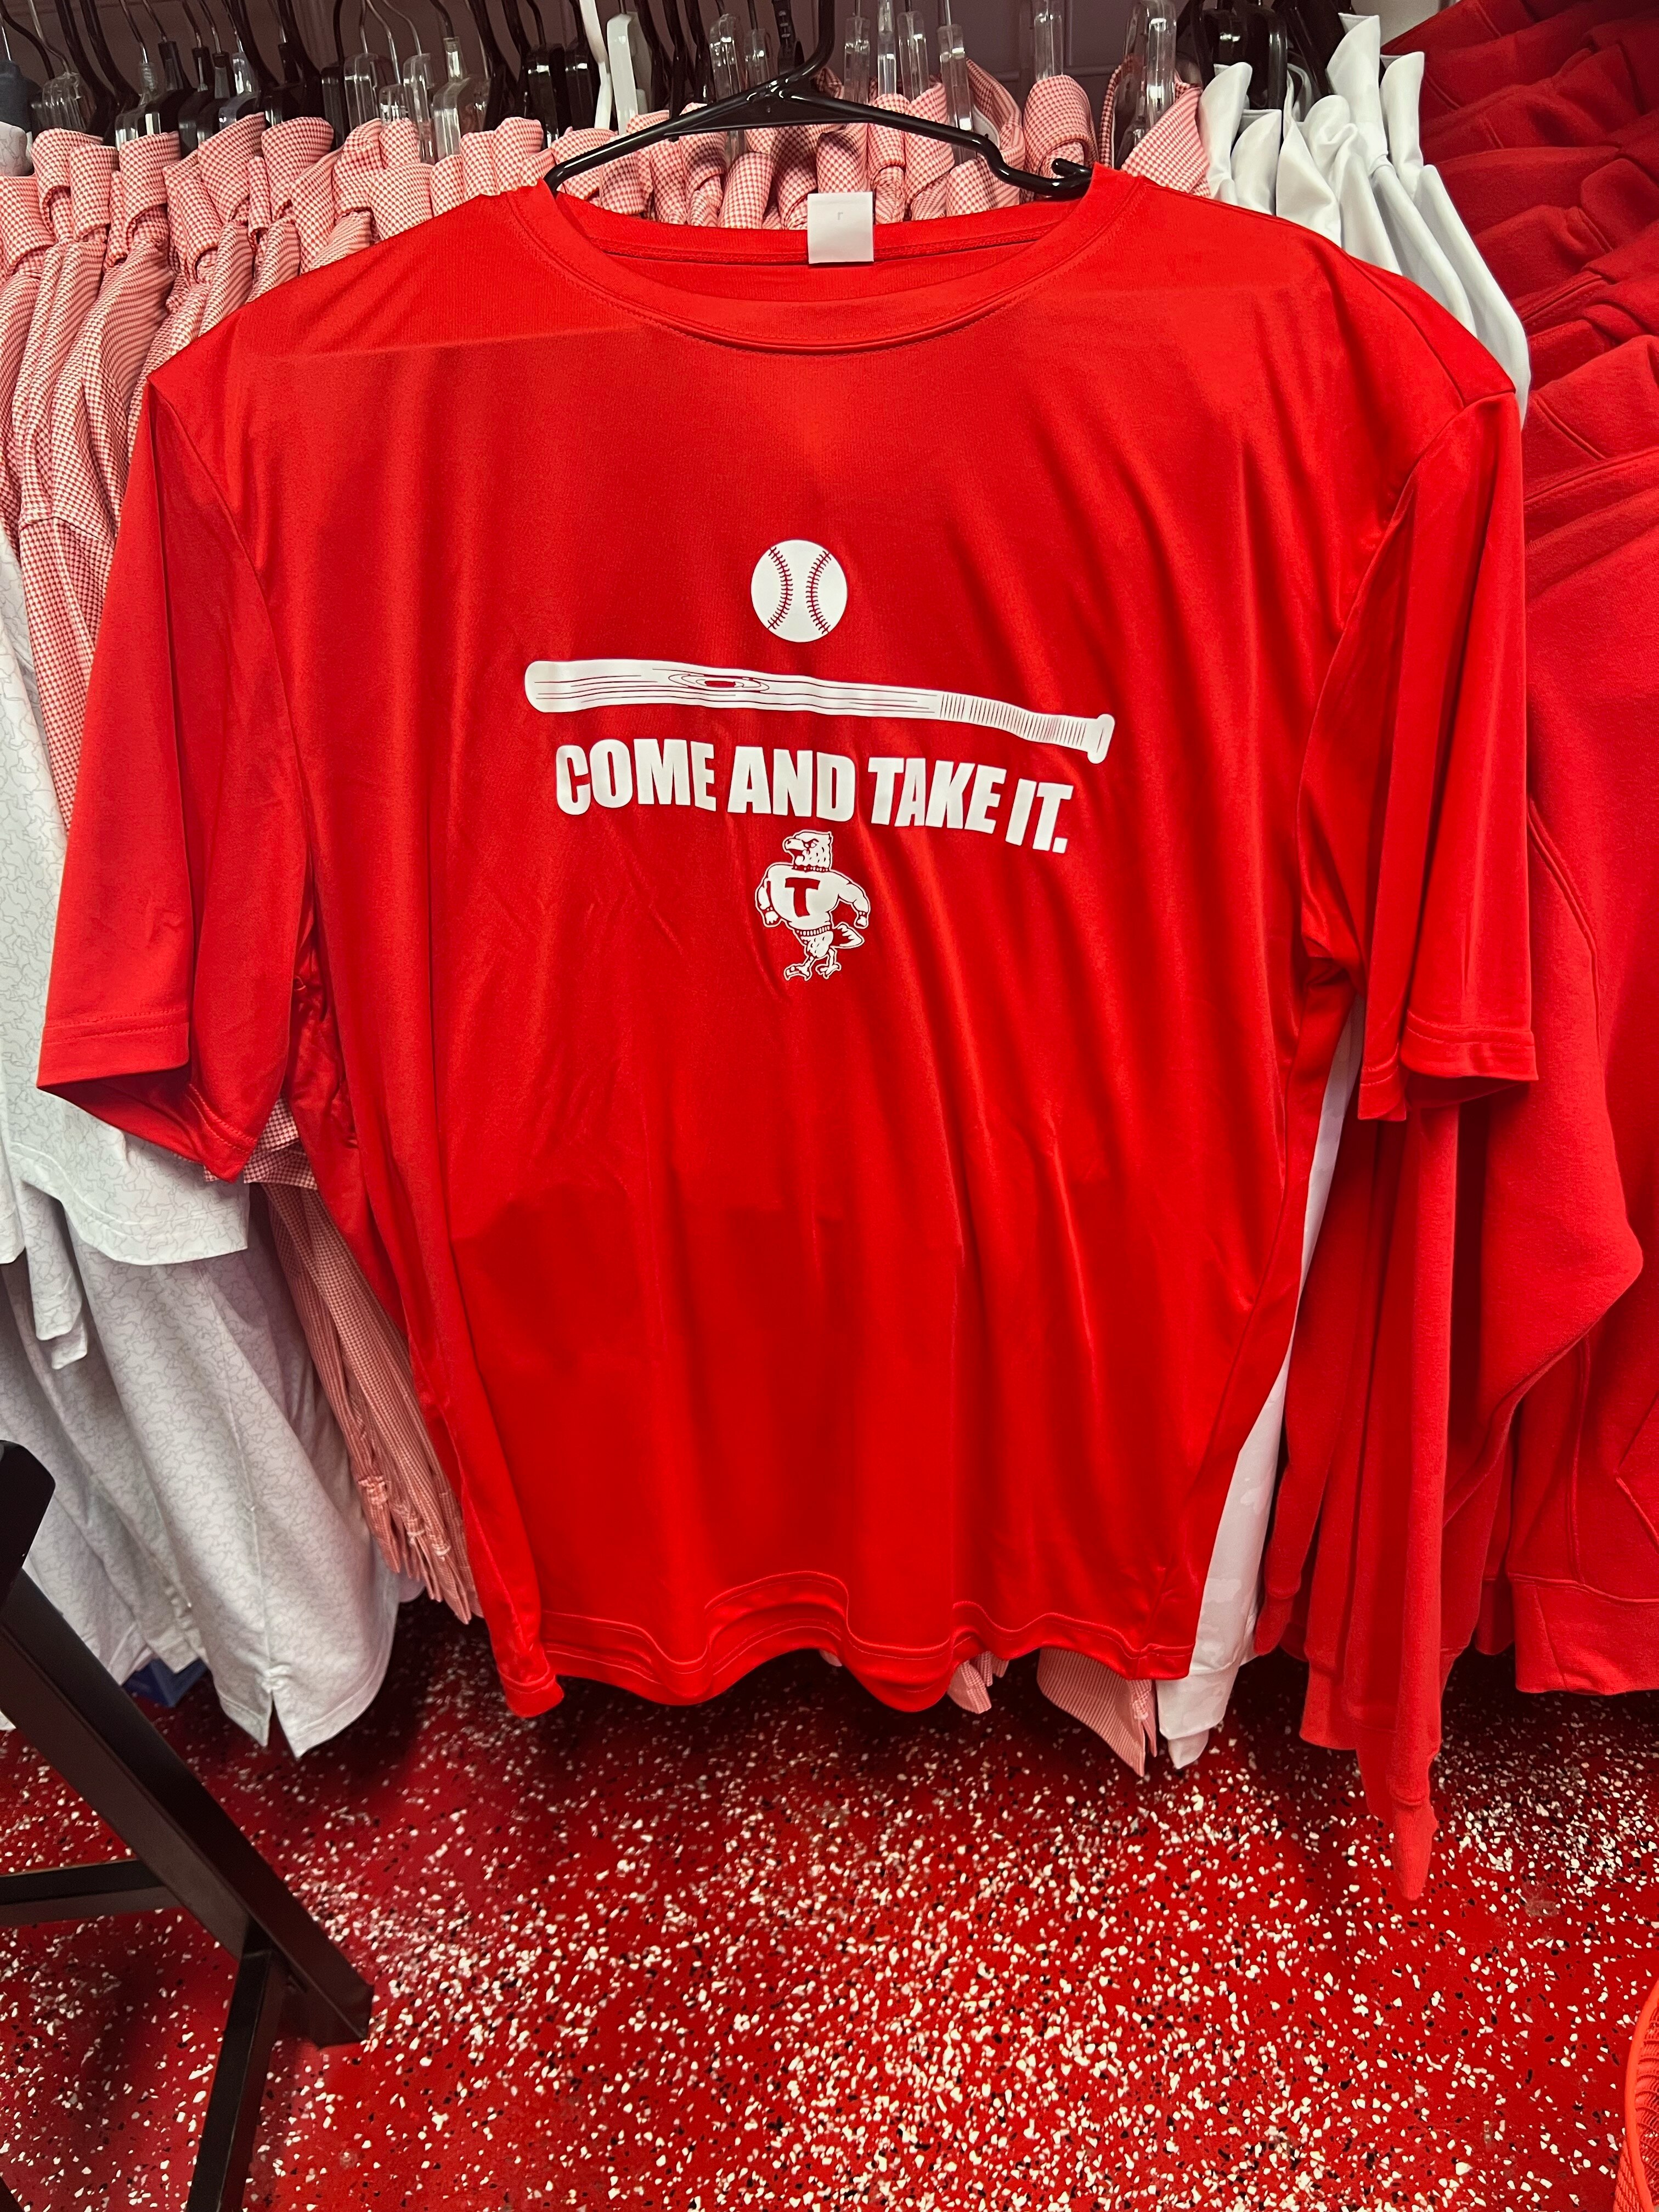 COME AND TAKE IT.
T